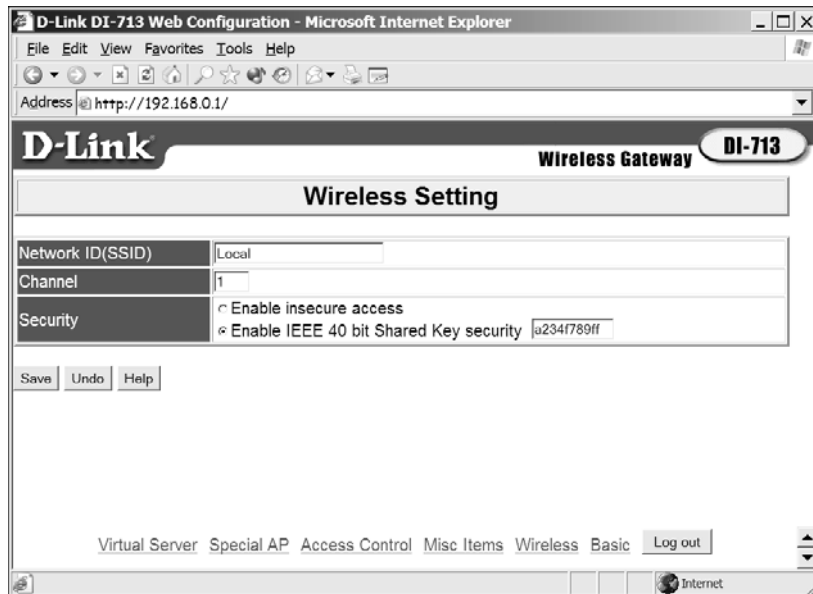 D-Link DI-713 Web Configuration - Microsoft Internet Explorer
File Edit View Favorites Tools Help
Address http://192.168.0.1/
D-Link
Wireless Gateway DI-713
Wireless Setting
Network ID(SSID) Local
Channel 1
Security Enable insecure access
Enable IEEE 40 bit Shared Key security a234f789ff
Save Undo Help
Virtual Server Special AP Access Control Misc Items Wireless Basic Log out
Internet